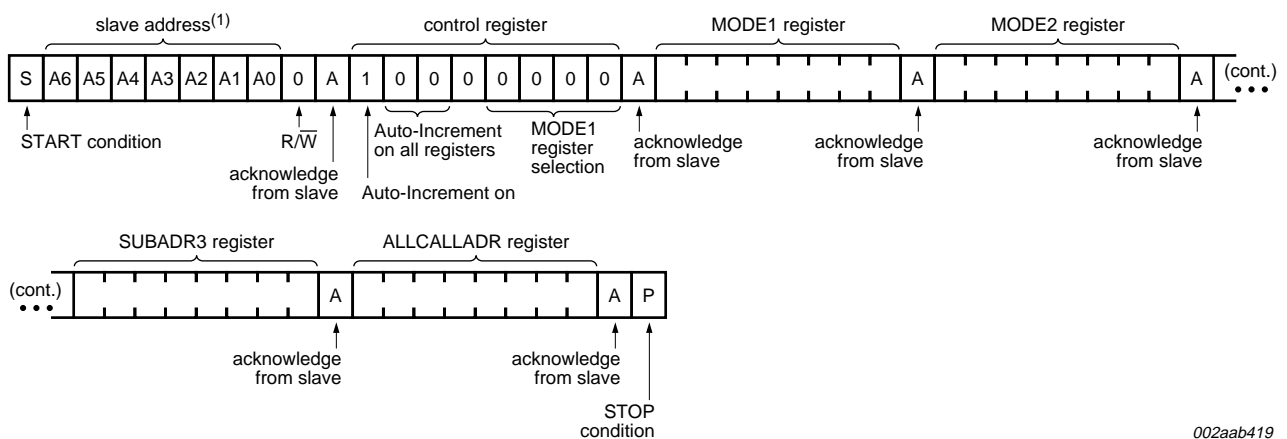 slave address(1) control register MODE1 register MODE2 register
S A6 A5 A4 A3 A2 A1 A0 0 A 1 0 0 0 0 0 0 0 A A A (cont.)
START condition
R/W̅
acknowledge
from slave
Auto-Increment
on all registers
Auto-Increment on
MODE1
register
selection
acknowledge
from slave
acknowledge
from slave
acknowledge
from slave
SUBADR3 register ALLCALLADR register
(cont.) A A P
acknowledge
from slave
acknowledge
from slave
STOP
condition
002aab419